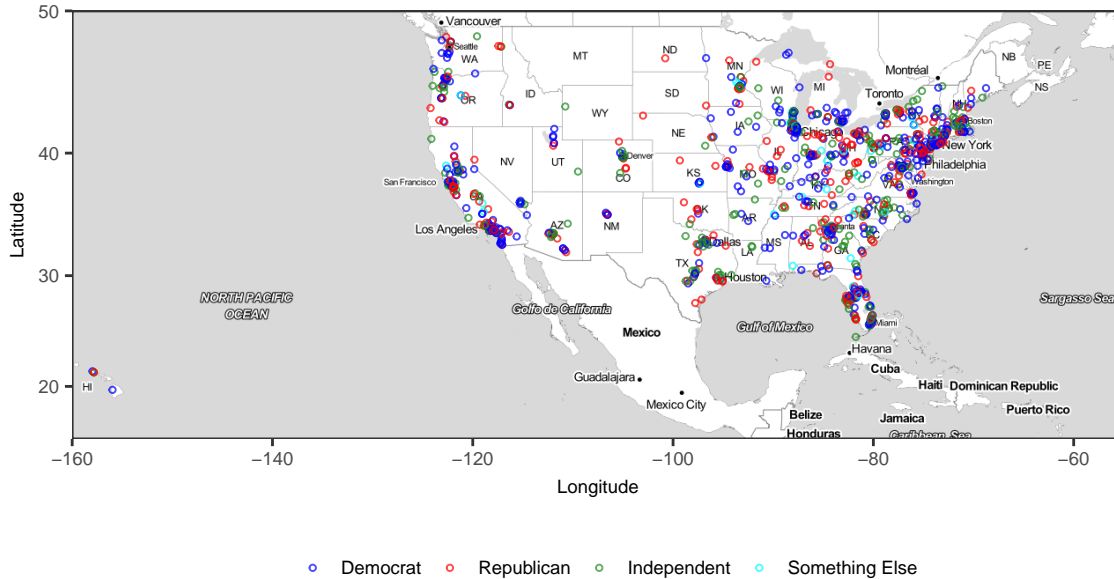 50
40
30
20
Latitude
−160
−140
−120
−100
−80
−60
Longitude
Vancouver
Seattle
WA
MT
ND
MN
Montréal
NB
PE
NS
OR
ID
SD
WI
MI
Toronto
NH
Boston
WY
IA
Chicago
New York
NE
IL
Philadelphia
NV
UT
Denver
CO
KS
MO
KY
VA
Washington
San Francisco
Los Angeles
AZ
NM
OK
AR
TN
NC
Atlanta
SC
Dallas
MS
AL
GA
TX
LA
Houston
NORTH PACIFIC
OCEAN
Golfo de California
Mexico
Gulf of Mexico
Miami
Sargasso Sea
Havana
Cuba
HI
Guadalajara
Mexico City
Haiti
Dominican Republic
Belize
Jamaica
Puerto Rico
Honduras
Caribbean Sea
Democrat
Republican
Independent
Something Else